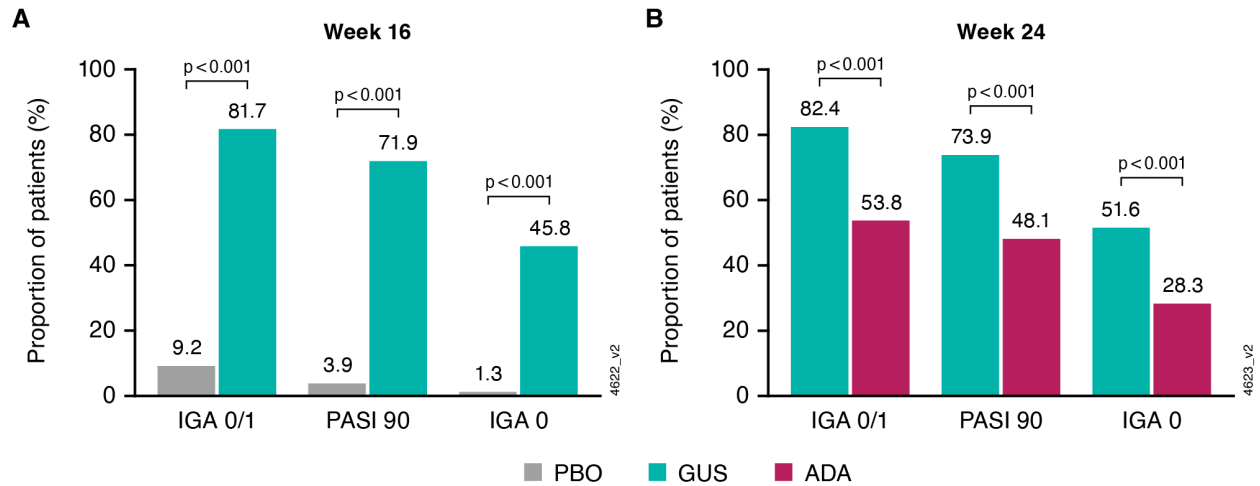 A
Week 16
Proportion of patients (%)
100
80
60
40
20
0
p<0.001
81.7
p<0.001
71.9
p<0.001
45.8
9.2
3.9
1.3
IGA 0/1
PASI 90
IGA 0
4622_v2
B
Week 24
Proportion of patients (%)
100
80
60
40
20
0
p<0.001
82.4
53.8
p<0.001
73.9
48.1
p<0.001
51.6
28.3
IGA 0/1
PASI 90
IGA 0
4623_v2
PBO GUS ADA